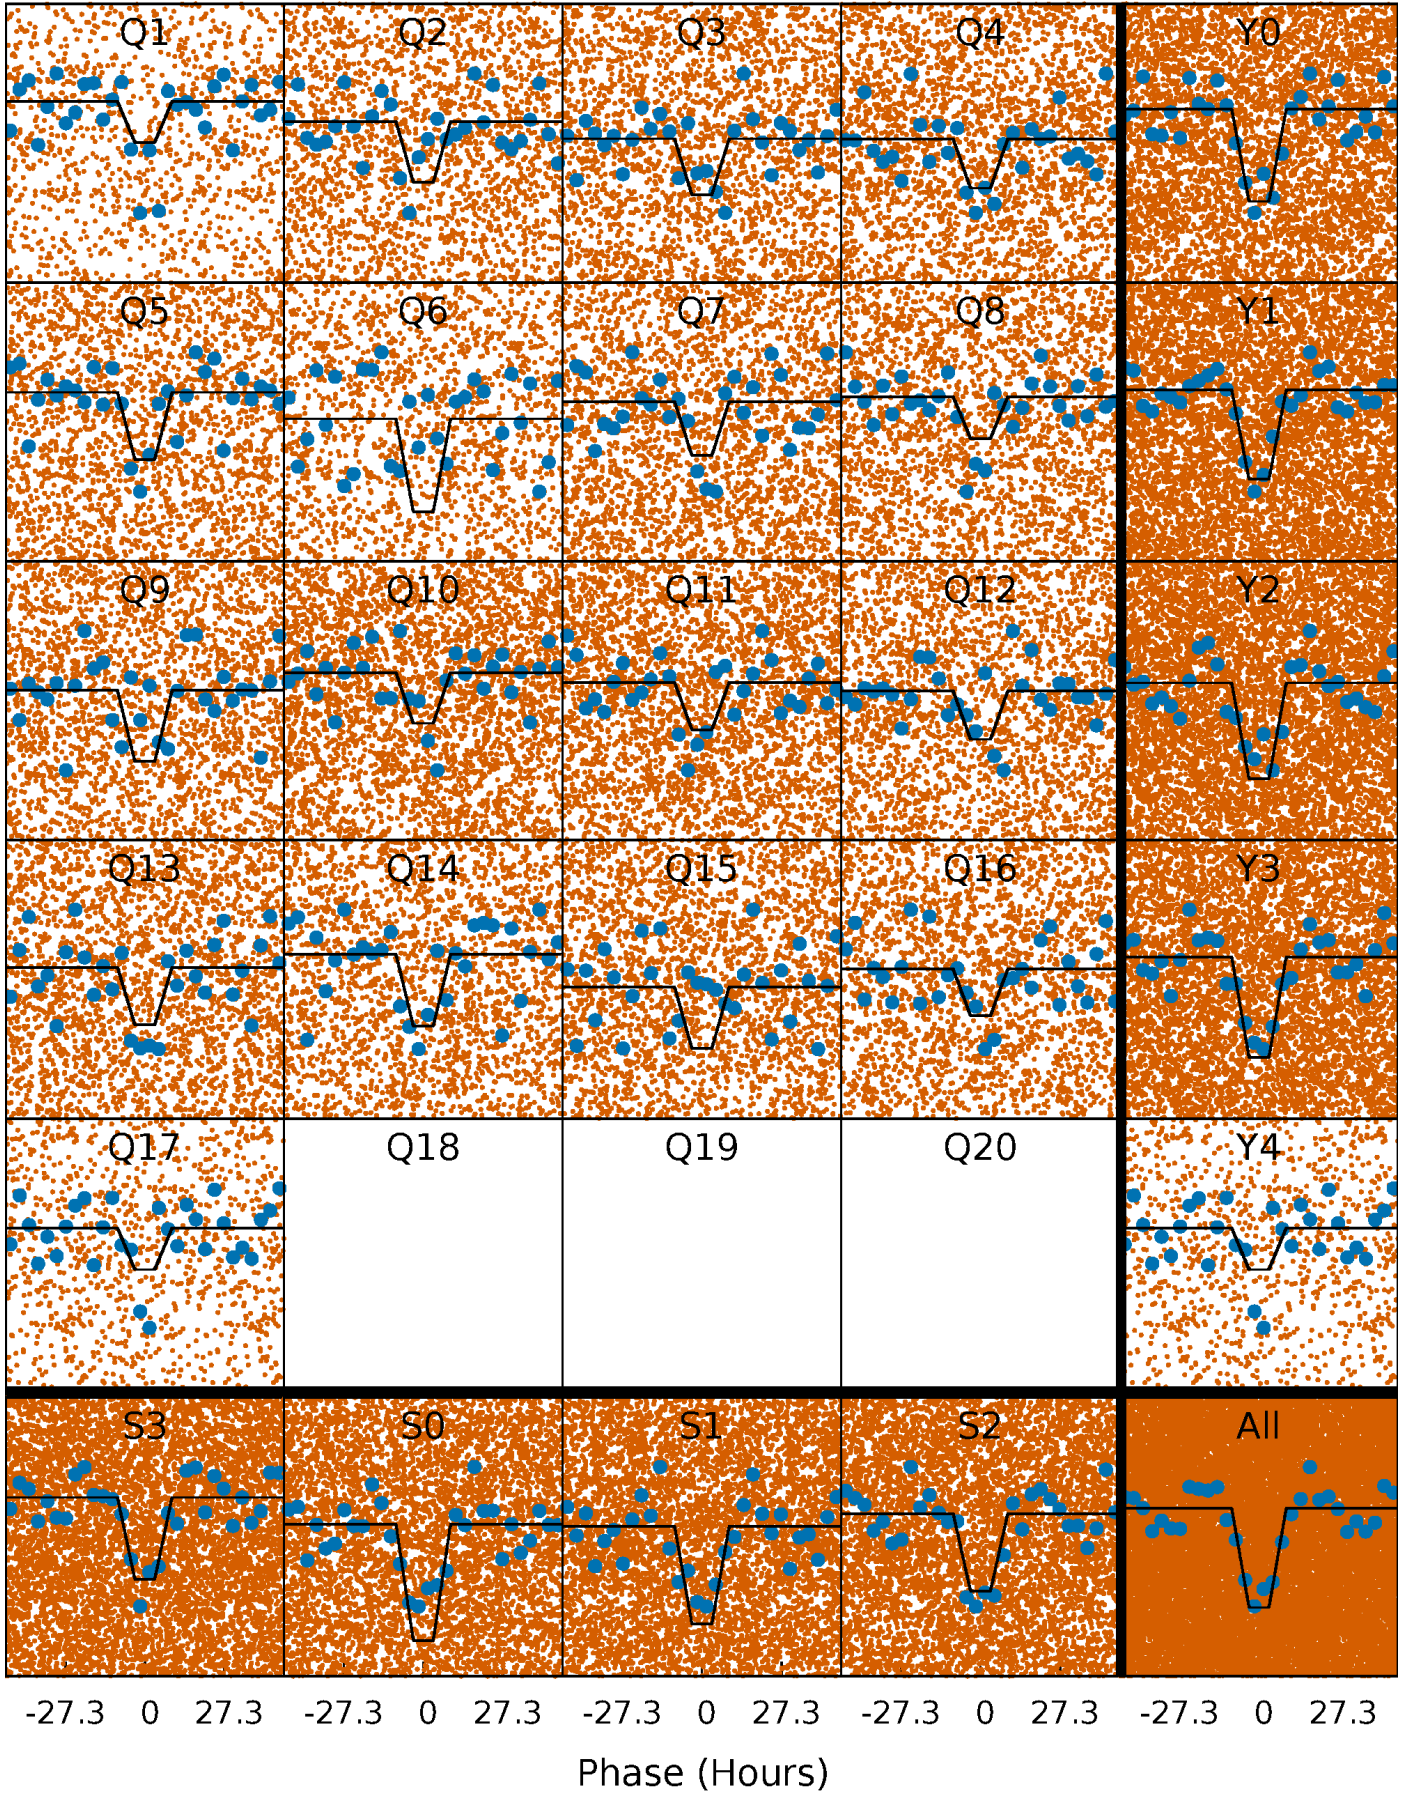 Q1 Q2 Q3 Q4 Y0
Q5 Q6 Q7 Q8 Y1
Q9 Q10 Q11 Q12 Y2
Q13 Q14 Q15 Q16 Y3
Q17 Q18 Q19 Q20 Y4
S3 S0 S1 S2 All
-27.3 0 27.3 -27.3 0 27.3 -27.3 0 27.3 -27.3 0 27.3 -27.3 0 27.3
Phase (Hours)